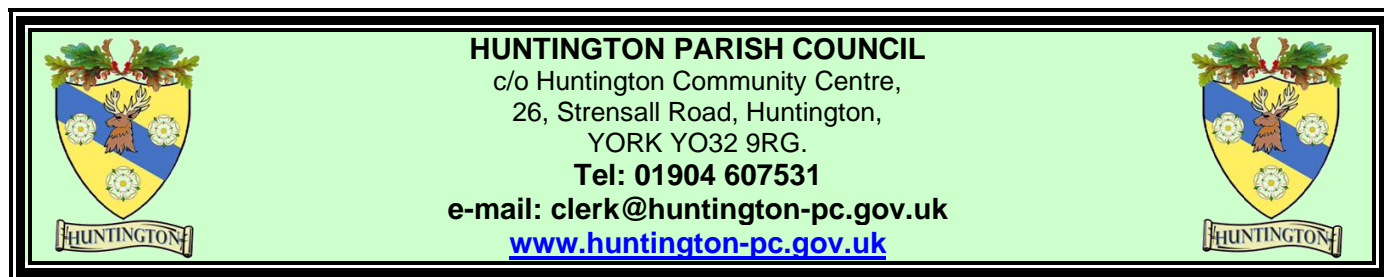 HUNTINGTON PARISH COUNCIL
c/o Huntington Community Centre,
26, Strensall Road, Huntington,
YORK YO32 9RG.
Tel: 01904 607531
e-mail: clerk@huntington-pc.gov.uk
www.huntington-pc.gov.uk
HUNTINGTON
HUNTINGTON